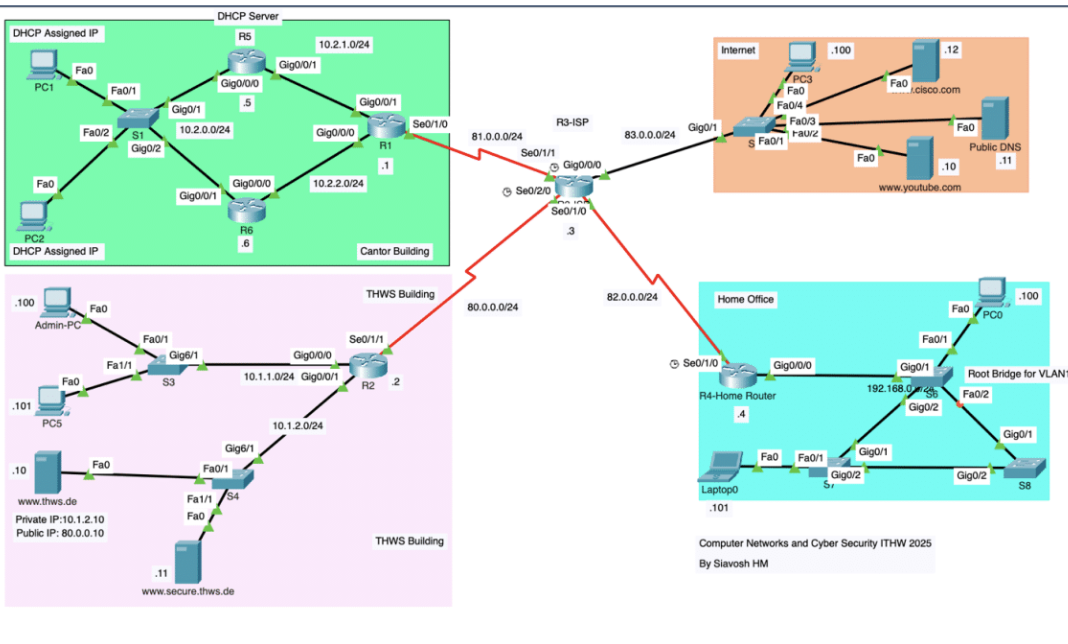 DHCP Server
DHCP Assigned IP
R5
10.2.1.0/24
Fa0
PC1
Gig0/0/1
Gig0/0/0
.5
Fa0/1
Gig0/1
S1
10.2.0.0/24
Fa0/2
Gig0/2
Gig0/0/1
Gig0/0/0
R1
.1
Se0/1/0
Fa0
PC2
Gig0/0/0
Gig0/0/1
10.2.2.0/24
R6
.6
DHCP Assigned IP
Cantor Building
81.0.0.0/24
R3-ISP
83.0.0.0/24
Se0/1/1
Gig0/0/0
Se0/2/0
Se0/1/0
.3
80.0.0.0/24
82.0.0.0/24
Internet
.100
PC3
Fa0
.12
Fa0
.cisco.com
Fa0/4
Gig0/1
Fa0/3
Fa0/2
Fa0/1
Fa0
Public DNS
.11
Fa0
.10
www.youtube.com
THWS Building
.100
Fa0
Admin-PC
Fa0/1
Gig6/1
Fa1/1
S3
Fa0
.101
PC5
Gig0/0/0
Se0/1/1
10.1.1.0/24
Gig0/0/1
R2
.2
10.1.2.0/24
Gig6/1
.10
Fa0
Fa0/1
S4
www.thws.de
Fa1/1
Fa0
Private IP:10.1.2.10
Public IP: 80.0.0.10
THWS Building
.11
www.secure.thws.de
Home Office
.100
Fa0
PC0
Fa0/1
Se0/1/0
Gig0/0/0
Gig0/1
Root Bridge for VLAN1
R4-Home Router
192.168.0.
S6
Fa0/2
.4
Gig0/2
Gig0/1
Fa0
Fa0/1
Gig0/1
Laptop0
S7
Gig0/2
Gig0/2
S8
.101
Computer Networks and Cyber Security ITHW 2025
By Siavosh HM